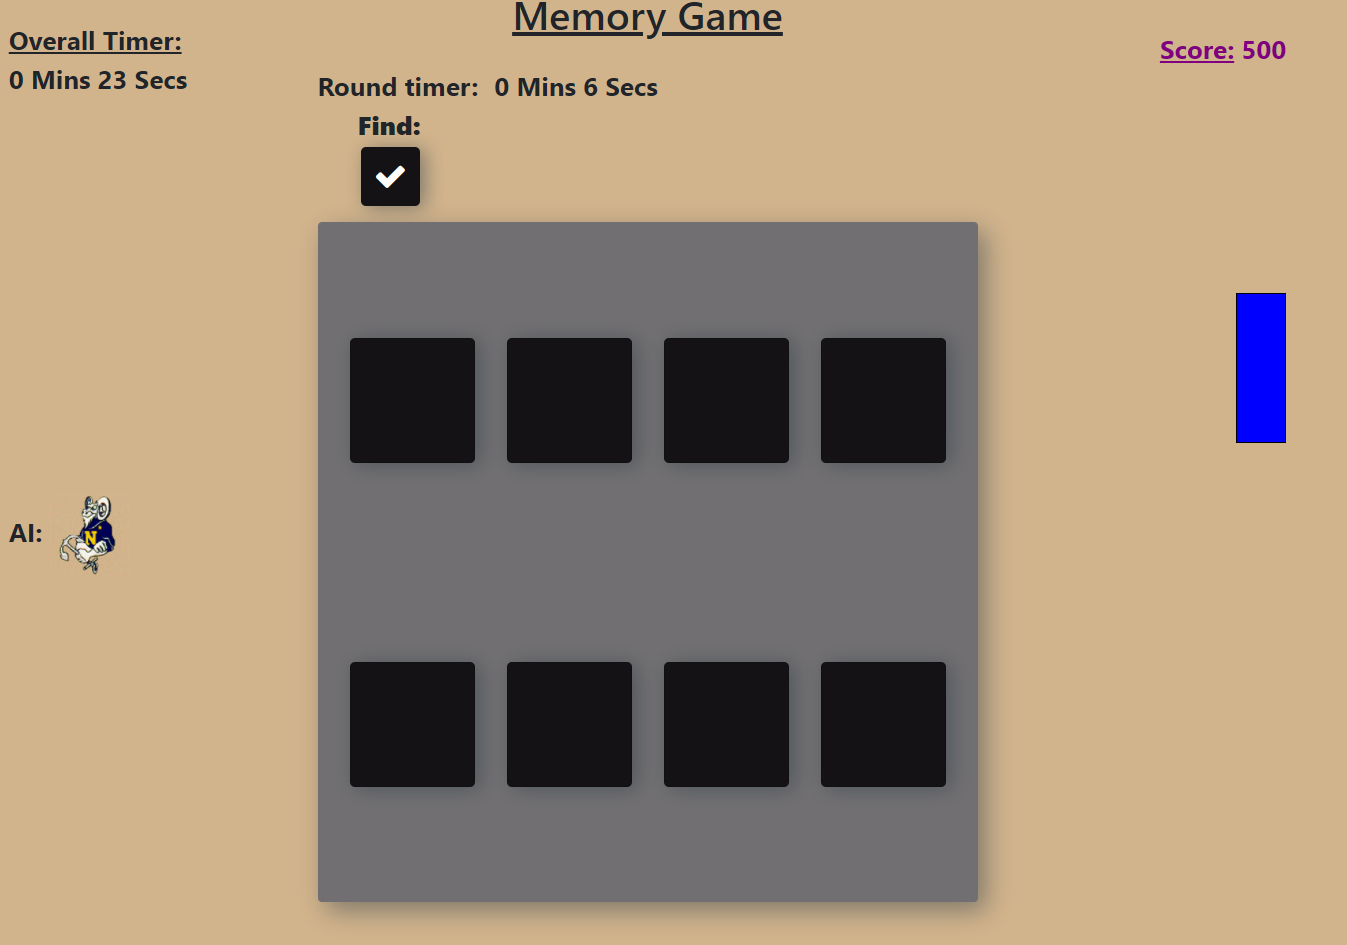 Memory Game
Overall Timer:
0 Mins 23 Secs
Score: 500
Round timer: 0 Mins 6 Secs
Find:
AI:
N